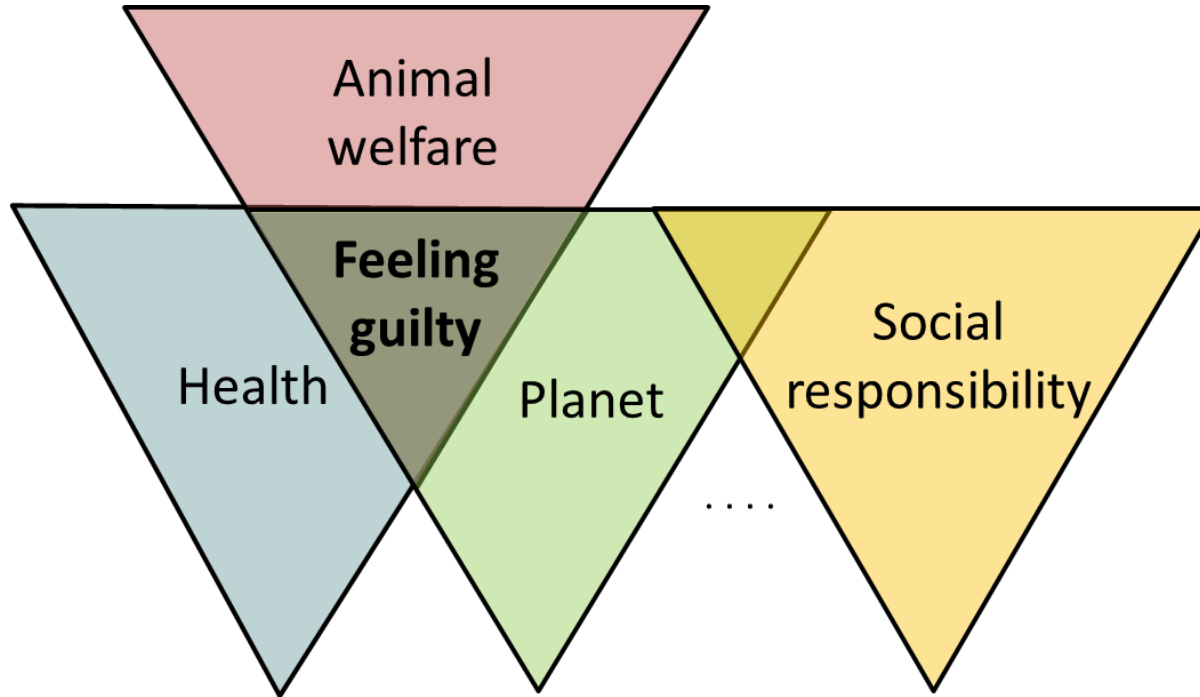 Animal
welfare
Feeling
guilty
Health
Planet
Social
responsibility
. . . .